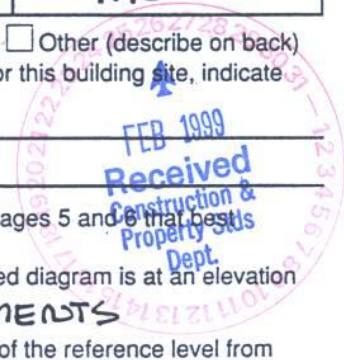 Other (describe on back)
or this building site, indicate
FEB 1999
Received
Construction &
Property Stds
Dept.
ages 5 and 6 that best
ed diagram is at an elevation
MENTS
of the reference level from